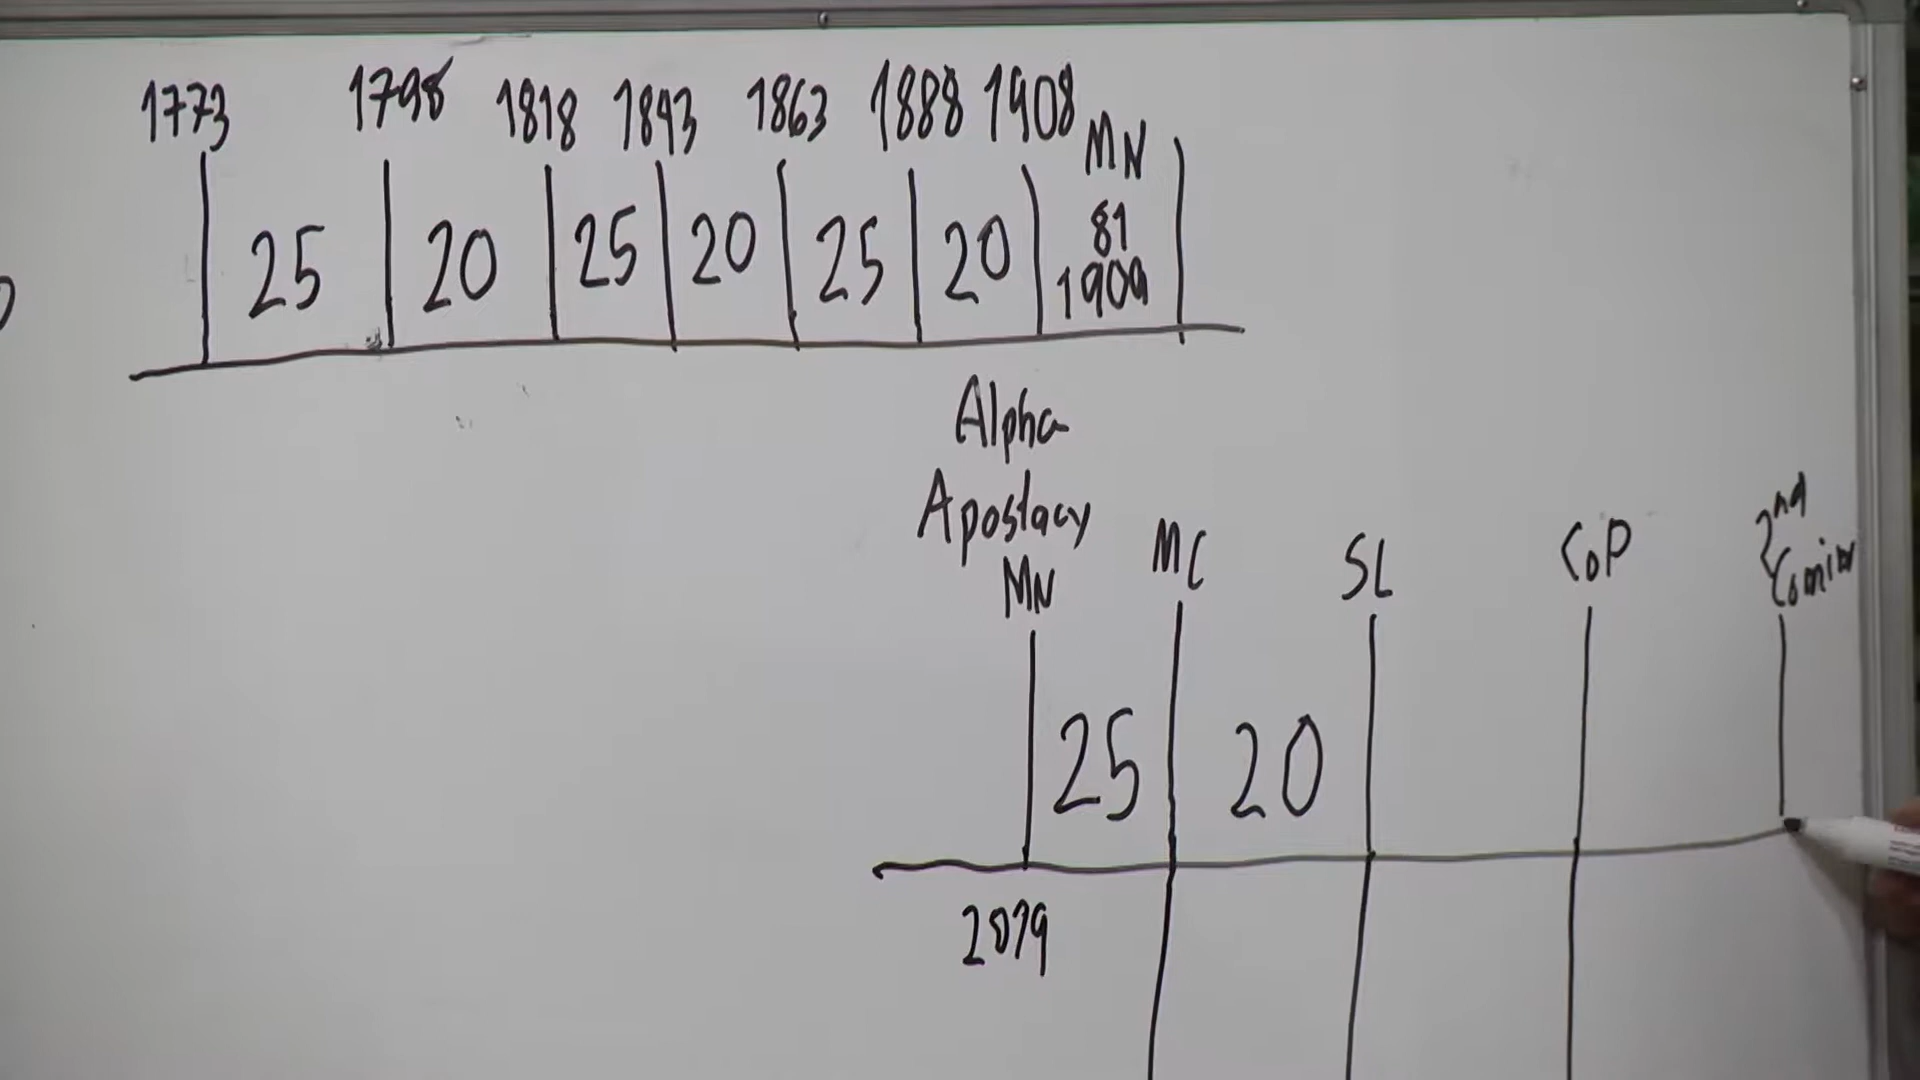 1773 1798 1818 1843 1863 1888 1908
MN
25 20 25 20 25 20 81
1909
Alpha
Apostacy
MN MC SL CoP 2nd
Coming
25 20
2019